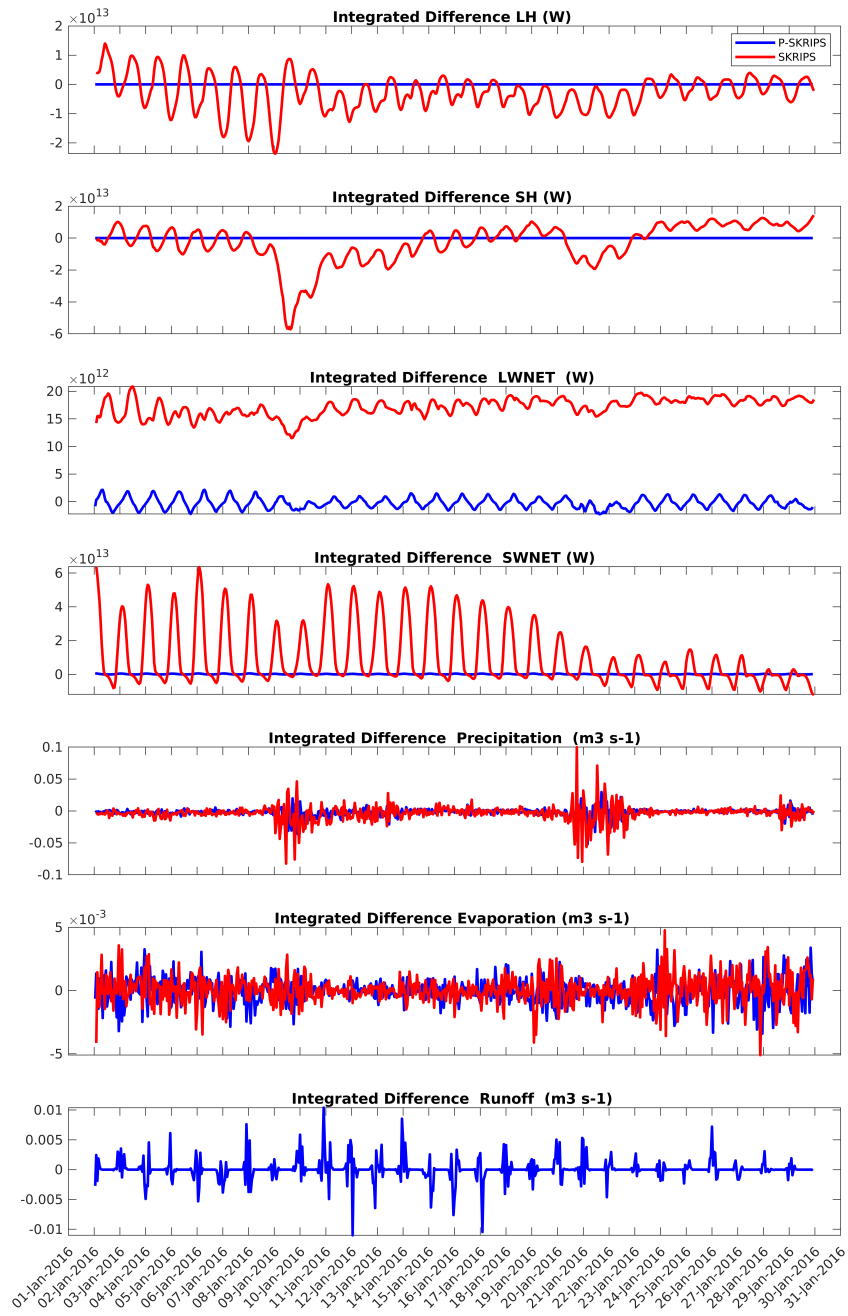 Integrated Difference LH (W)
×10^13
2
1
0
-1
-2
P-SKRIPS
SKRIPS
Integrated Difference SH (W)
×10^13
2
0
-2
-4
-6
Integrated Difference LWNET (W)
×10^12
20
15
10
5
0
Integrated Difference SWNET (W)
×10^13
6
4
2
0
Integrated Difference Precipitation (m3 s-1)
0.1
0.05
0
-0.05
-0.1
Integrated Difference Evaporation (m3 s-1)
×10^-3
5
0
-5
Integrated Difference Runoff (m3 s-1)
0.01
0.005
0
-0.005
-0.01
01-Jan-2016
02-Jan-2016
03-Jan-2016
04-Jan-2016
05-Jan-2016
06-Jan-2016
07-Jan-2016
08-Jan-2016
09-Jan-2016
10-Jan-2016
11-Jan-2016
12-Jan-2016
13-Jan-2016
14-Jan-2016
15-Jan-2016
16-Jan-2016
17-Jan-2016
18-Jan-2016
19-Jan-2016
20-Jan-2016
21-Jan-2016
22-Jan-2016
23-Jan-2016
24-Jan-2016
25-Jan-2016
26-Jan-2016
27-Jan-2016
28-Jan-2016
29-Jan-2016
30-Jan-2016
31-Jan-2016